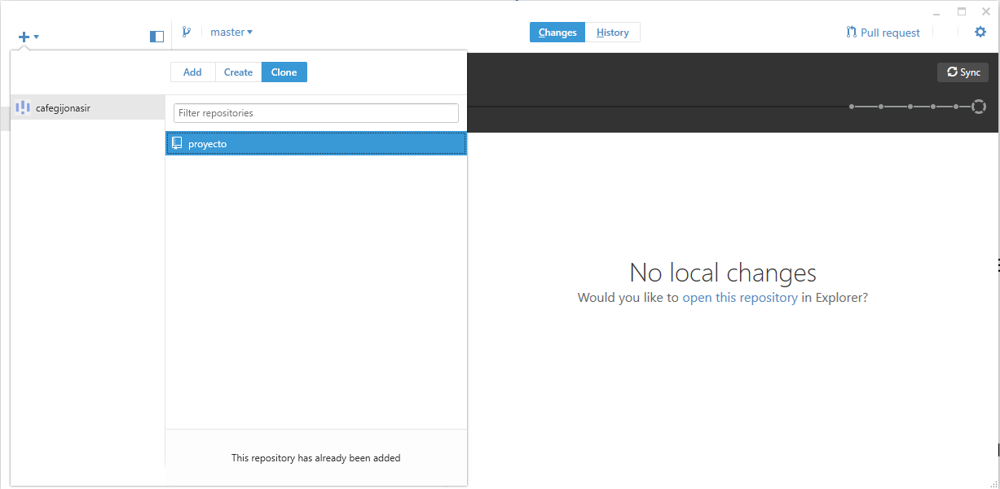 master
Changes
History
Pull request
Add
Create
Clone
Sync
cafegijonasir
Filter repositories
proyecto
No local changes
Would you like to open this repository in Explorer?
This repository has already been added